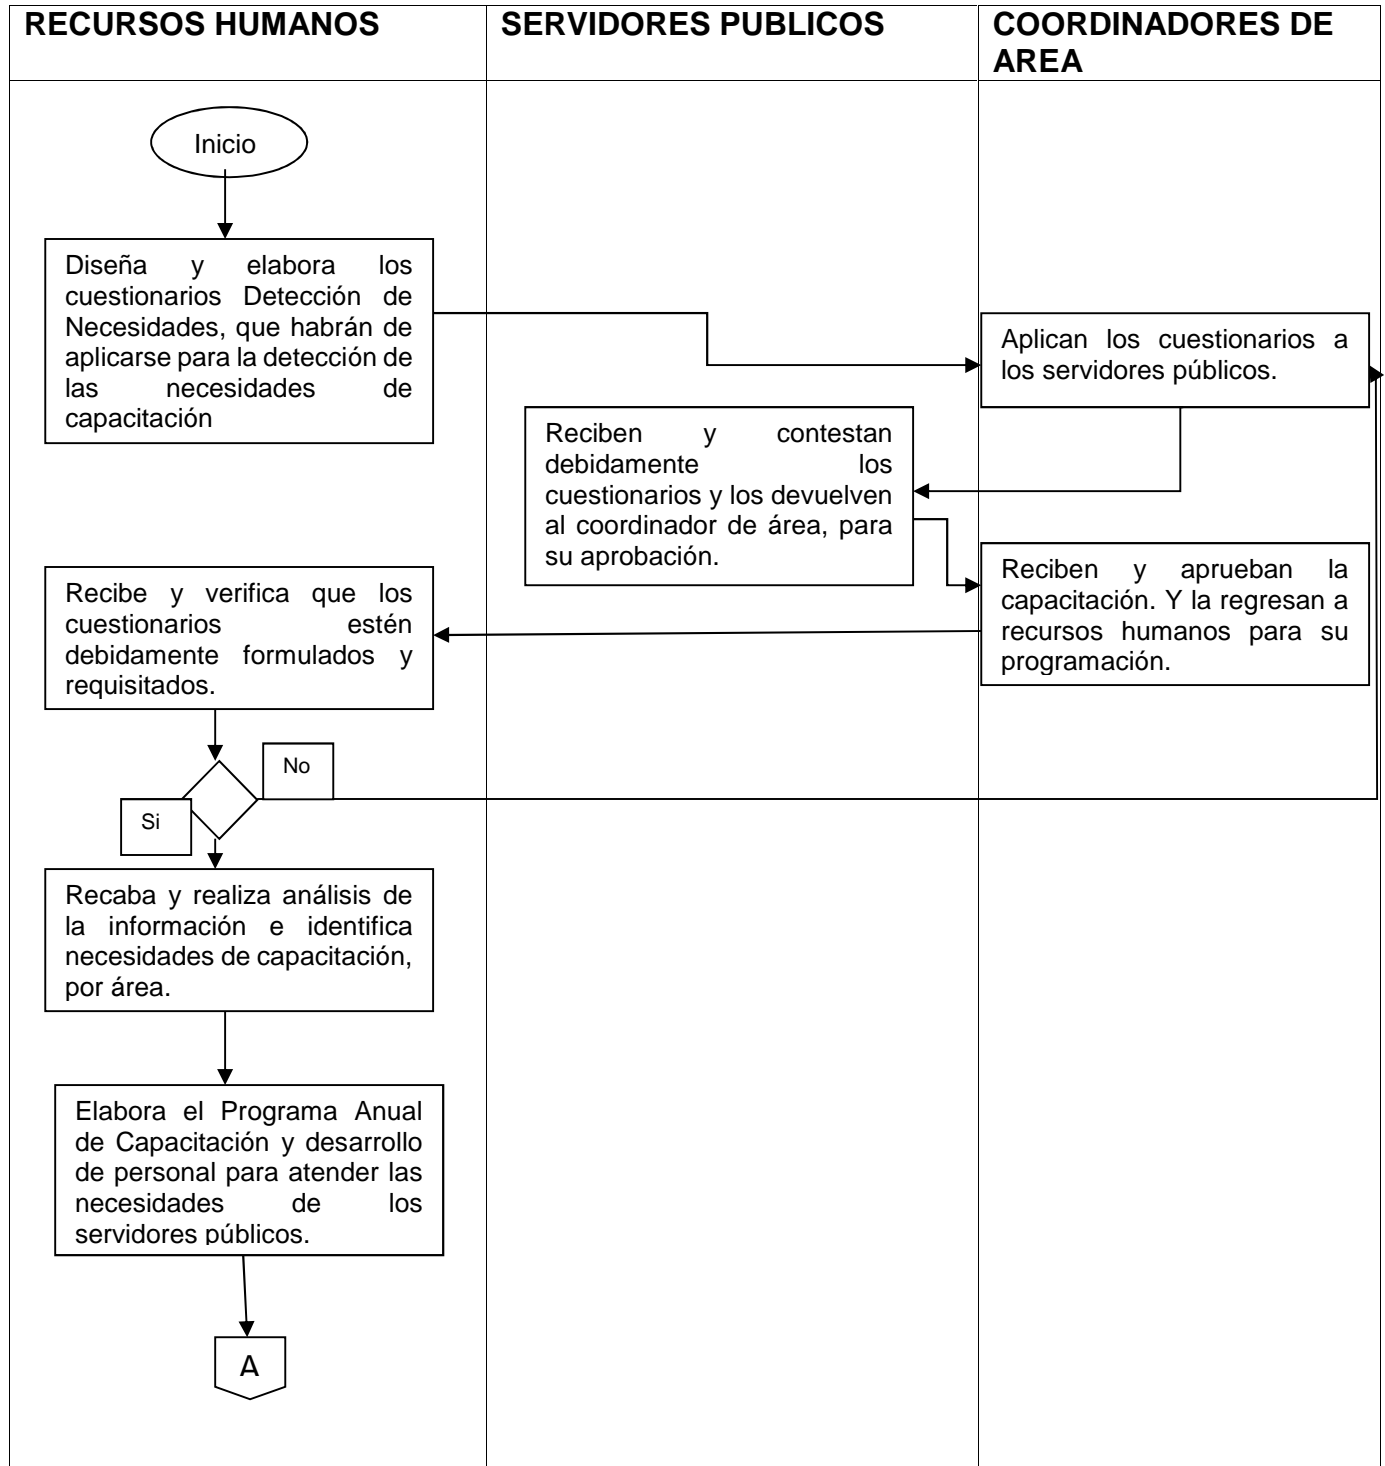 RECURSOS HUMANOS
SERVIDORES PUBLICOS
COORDINADORES DE
AREA
Inicio
Diseña y elabora los
cuestionarios Detección de
Necesidades, que habrán de
aplicarse para la detección de
las necesidades de
capacitación
Aplican los cuestionarios a
los servidores públicos.
Reciben y contestan
debidamente los
cuestionarios y los devuelven
al coordinador de área, para
su aprobación.
Reciben y aprueban la
capacitación. Y la regresan a
recursos humanos para su
programación.
Recibe y verifica que los
cuestionarios estén
debidamente formulados y
requisitados.
No
Si
Recaba y realiza análisis de
la información e identifica
necesidades de capacitación,
por área.
Elabora el Programa Anual
de Capacitación y desarrollo
de personal para atender las
necesidades de los
servidores públicos.
A